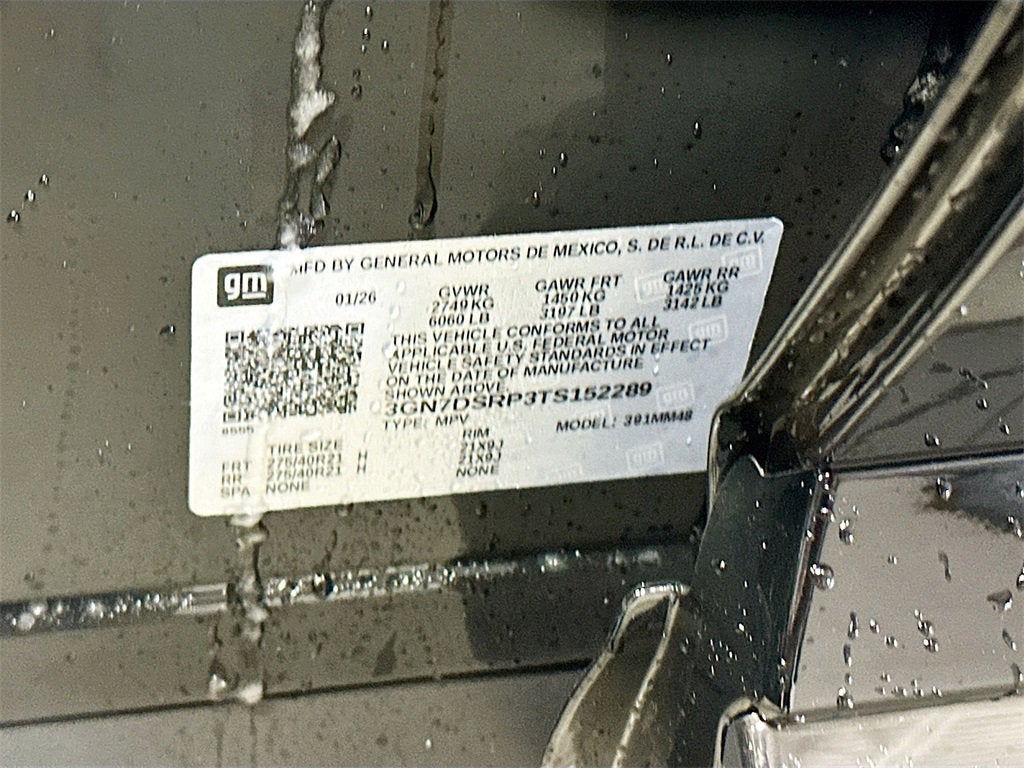 gm
MFD BY GENERAL MOTORS DE MEXICO, S. DE R.L. DE C.V.
01/26
GVWR GAWR FRT GAWR RR
2749 KG 1450 KG 1425 KG
6060 LB 3197 LB 3142 LB
THIS VEHICLE CONFORMS TO ALL
APPLICABLE U.S. FEDERAL MOTOR
VEHICLE SAFETY STANDARDS IN EFFECT
ON THE DATE OF MANUFACTURE
SHOWN ABOVE.
3GN7DSRP3TS152289
TYPE: MPV MODEL: 391MM48
TIRE SIZE RIM
FRT 275/40R21 H 21X9J
RR 275/40R21 H 21X9J
SPA NONE NONE